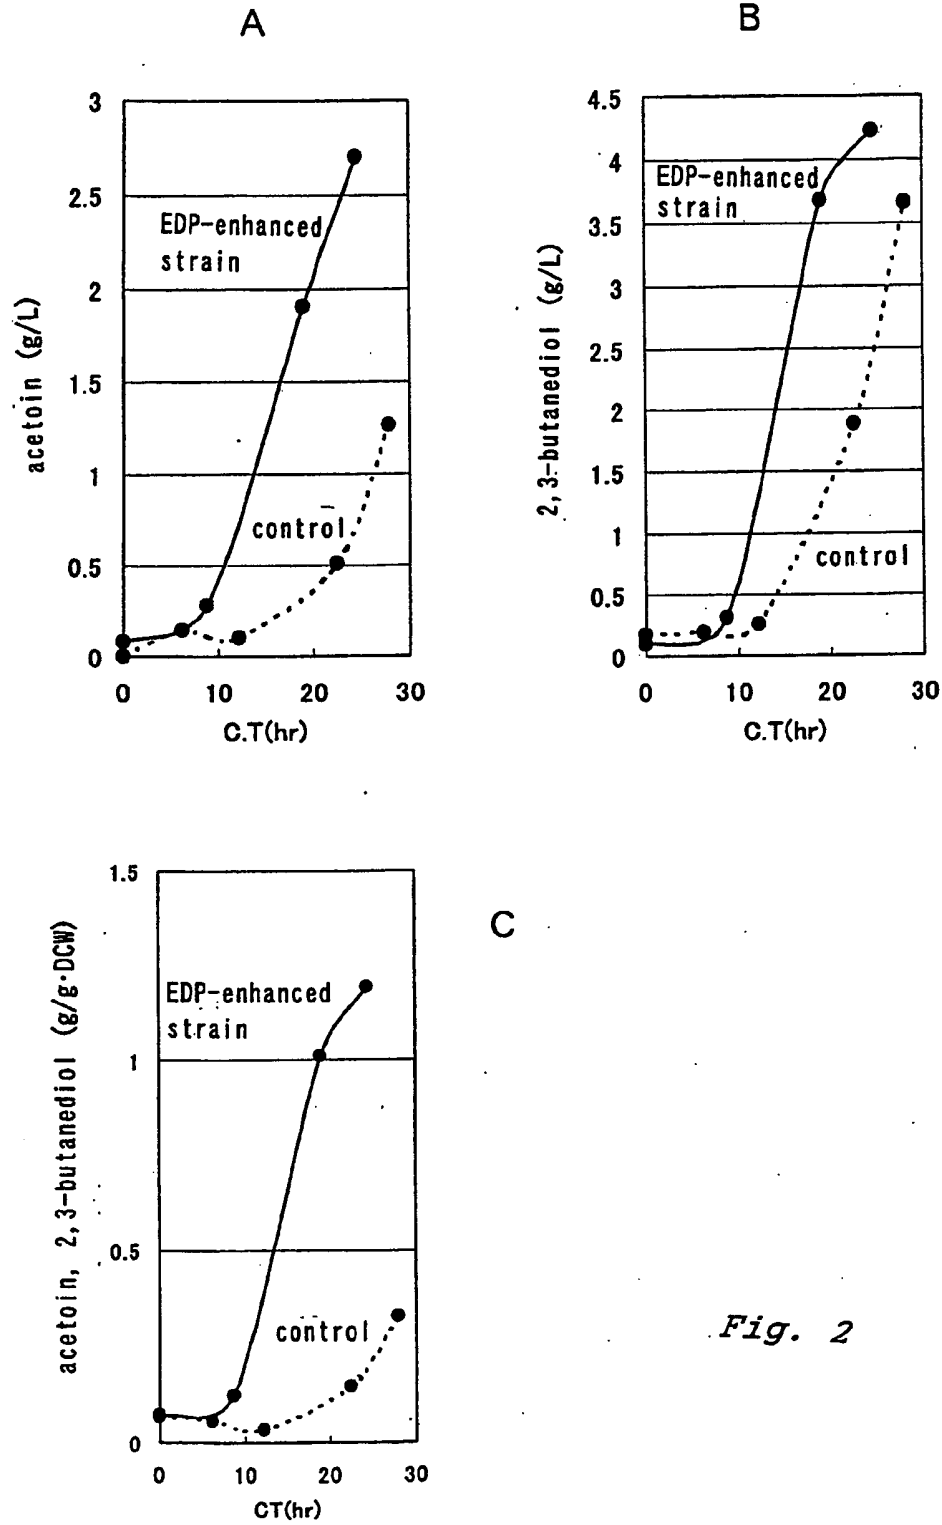 A
3
2.5
2
1.5
1
0.5
0
acetoin (g/L)
EDP-enhanced
strain
control
0 10 20 30
C.T(hr)
B
4.5
4
3.5
3
2.5
2
1.5
1
0.5
0
2,3-butanediol (g/L)
EDP-enhanced
strain
control
0 10 20 30
C.T(hr)
C
1.5
1
0.5
0
acetoin, 2,3-butanediol (g/g·DCW)
EDP-enhanced
strain
control
0 10 20 30
CT(hr)
Fig. 2